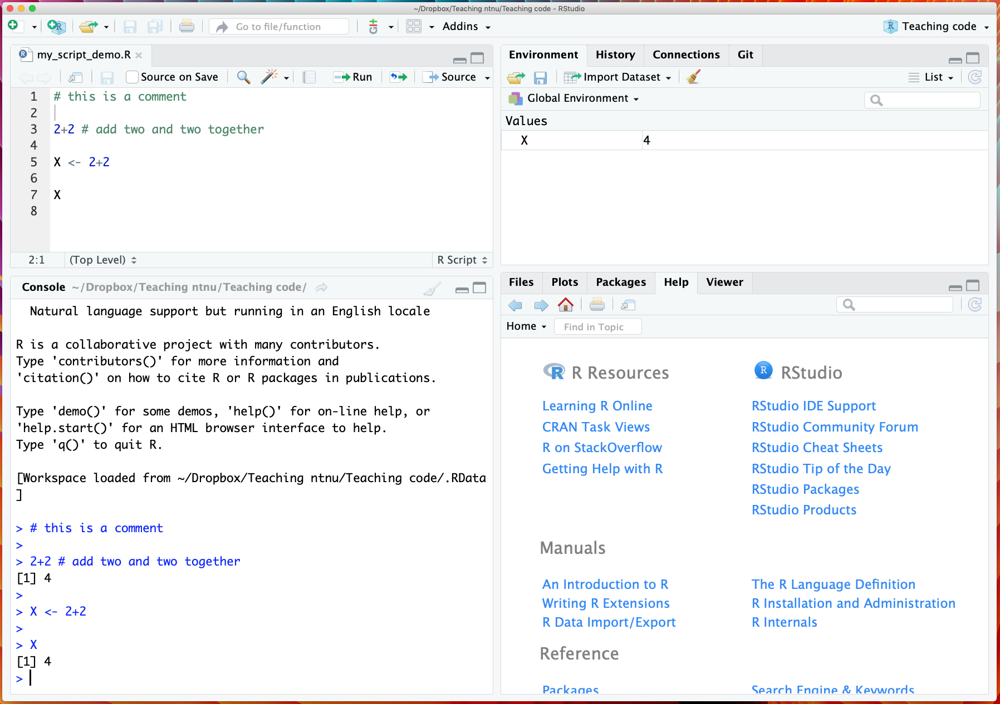 ~/Dropbox/Teaching ntnu/Teaching code - RStudio
Go to file/function
Git
Addins
R Teaching code
R my_script_demo.R
Source on Save
Run
Source
1 # this is a comment
2
3 2+2 # add two and two together
4
5 X <- 2+2
6
7 X
8
2:1 (Top Level) R Script
Environment History Connections Git
Import Dataset
List
Global Environment
Values
X 4
Console ~/Dropbox/Teaching ntnu/Teaching code/
Natural language support but running in an English locale
R is a collaborative project with many contributors.
Type 'contributors()' for more information and
'citation()' on how to cite R or R packages in publications.
Type 'demo()' for some demos, 'help()' for on-line help, or
'help.start()' for an HTML browser interface to help.
Type 'q()' to quit R.
[Workspace loaded from ~/Dropbox/Teaching ntnu/Teaching code/.RData
]
> # this is a comment
>
> 2+2 # add two and two together
[1] 4
>
> X <- 2+2
>
> X
[1] 4
>
Files Plots Packages Help Viewer
Home Find in Topic
R R Resources
Learning R Online
CRAN Task Views
R on StackOverflow
Getting Help with R
R RStudio
RStudio IDE Support
RStudio Community Forum
RStudio Cheat Sheets
RStudio Tip of the Day
RStudio Packages
RStudio Products
Manuals
An Introduction to R
Writing R Extensions
R Data Import/Export
The R Language Definition
R Installation and Administration
R Internals
Reference
Packages
Search Engine & Keywords